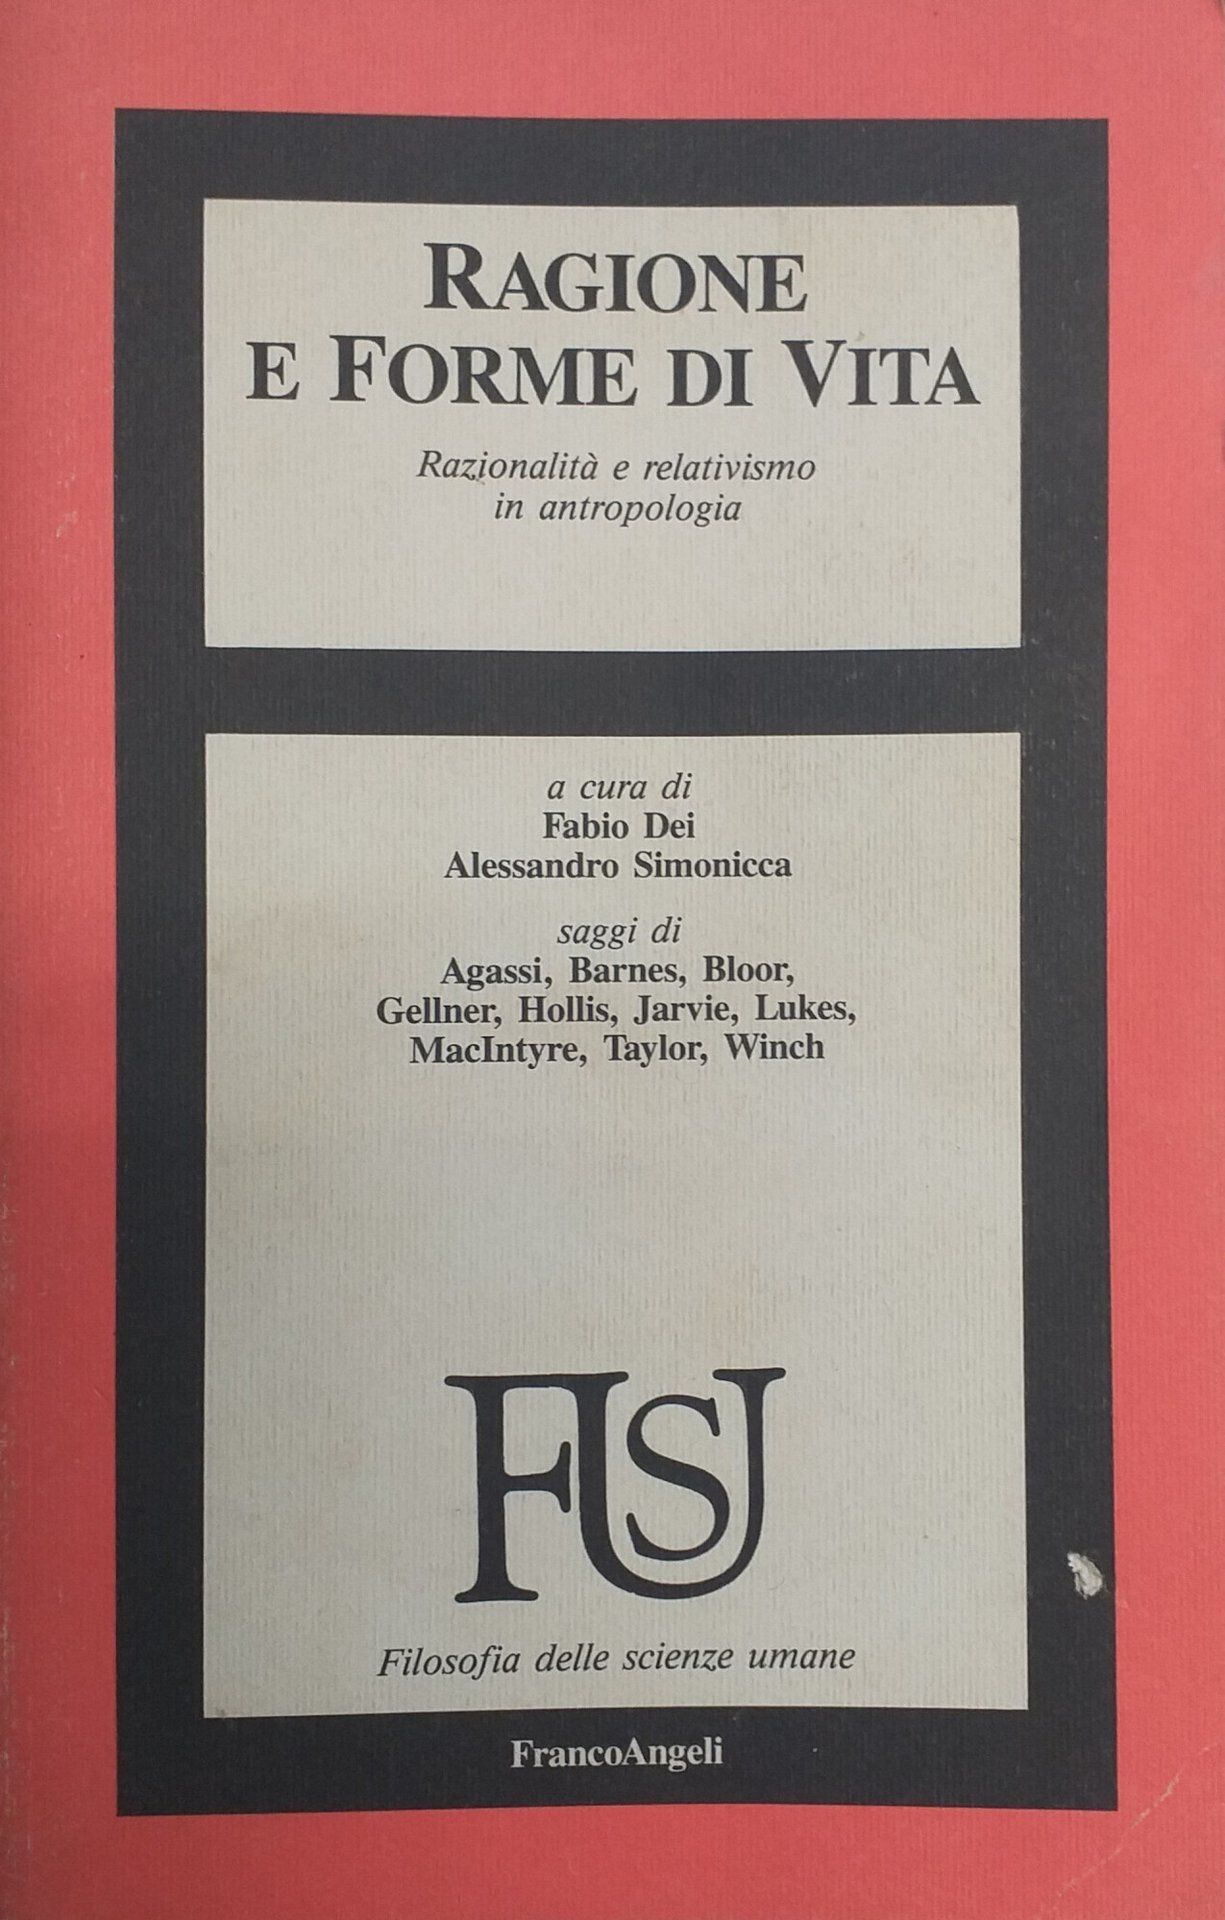 RAGIONE
E FORME DI VITA
Razionalità e relativismo
in antropologia
a cura di
Fabio Dei
Alessandro Simonicca
saggi di
Agassi, Barnes, Bloor,
Gellner, Hollis, Jarvie, Lukes,
MacIntyre, Taylor, Winch
FSU
Filosofia delle scienze umane
FrancoAngeli